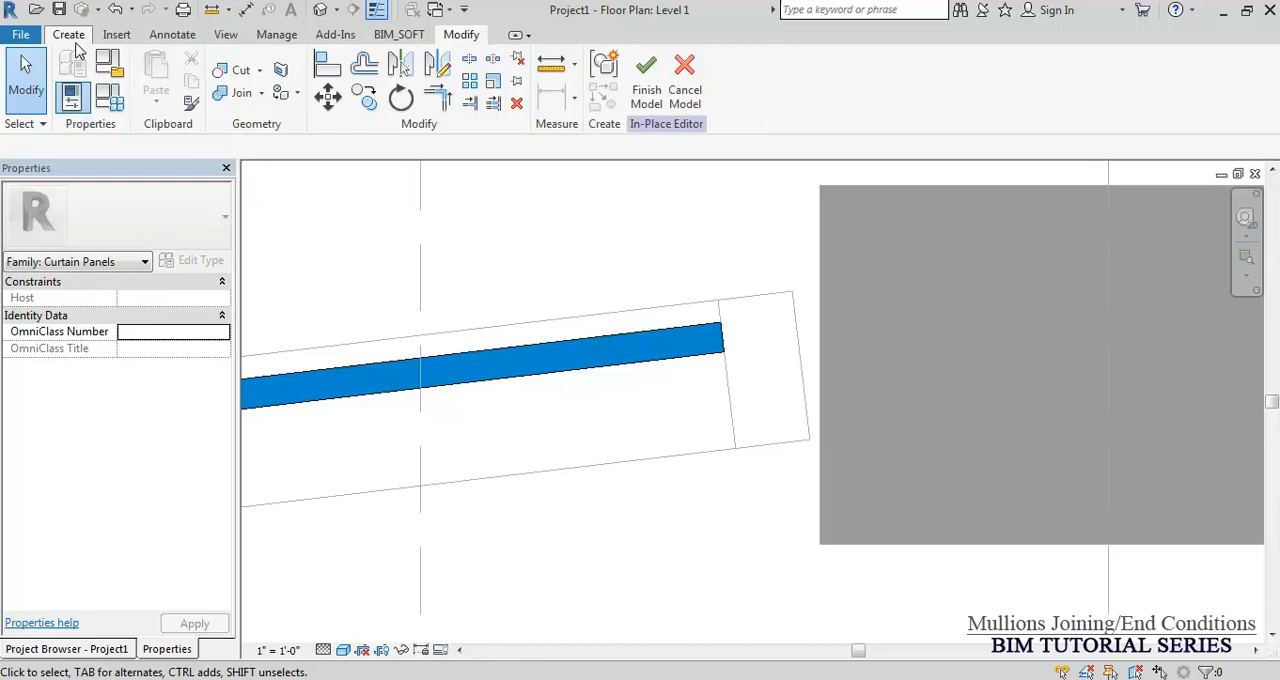 Project1 - Floor Plan: Level 1
Type a keyword or phrase
Sign In
File
Create
Insert
Annotate
View
Manage
Add-Ins
BIM_SOFT
Modify
Modify
Paste
Cut
Join
Finish Model
Cancel Model
Select
Properties
Clipboard
Geometry
Modify
Measure
Create
In-Place Editor
Properties
Family: Curtain Panels
Edit Type
Constraints
Host
Identity Data
OmniClass Number
OmniClass Title
Properties help
Apply
Project Browser - Project1
Properties
1" = 1'-0"
Mullions Joining/End Conditions
BIM TUTORIAL SERIES
Click to select, TAB for alternates, CTRL adds, SHIFT unselects.
:0
2D